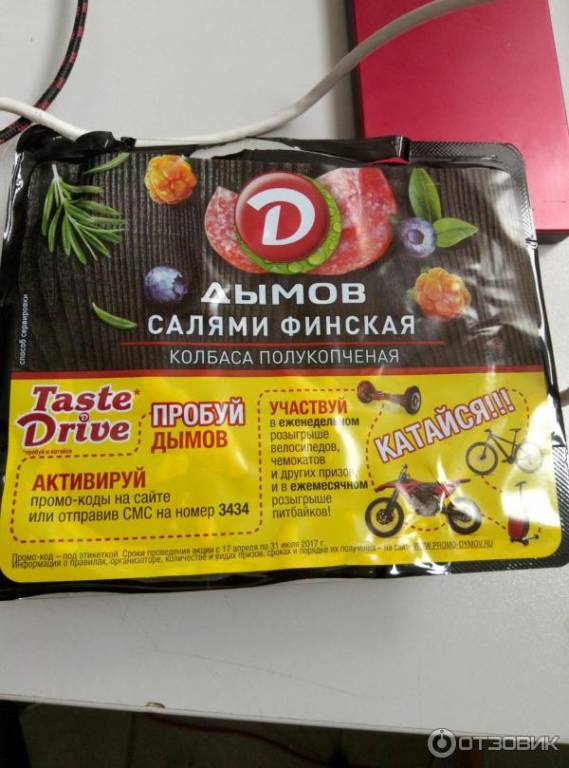 D
ДЫМОВ
САЛЯМИ ФИНСКАЯ
КОЛБАСА ПОЛУКОПЧЕНАЯ
способ сервировки
Taste
Drive*
*пробуй и катайся
ПРОБУЙ
ДЫМОВ
АКТИВИРУЙ
промо-коды на сайте
или отправив СМС на номер 3434
УЧАСТВУЙ
в еженедельном
розыгрыше
велосипедов,
чемокатов
и других призов
и в ежемесячном
розыгрыше
питбайков!
КАТАЙСЯ!!!
Промо-код – под этикеткой. Сроки проведения акции с 17 апреля по 31 июля 2017 г.
Информация о правилах, организаторе, количестве и видах призов, сроках и порядке их получения – на сайте WWW.PROMO-DYMOV.RU
ОТЗОВИК